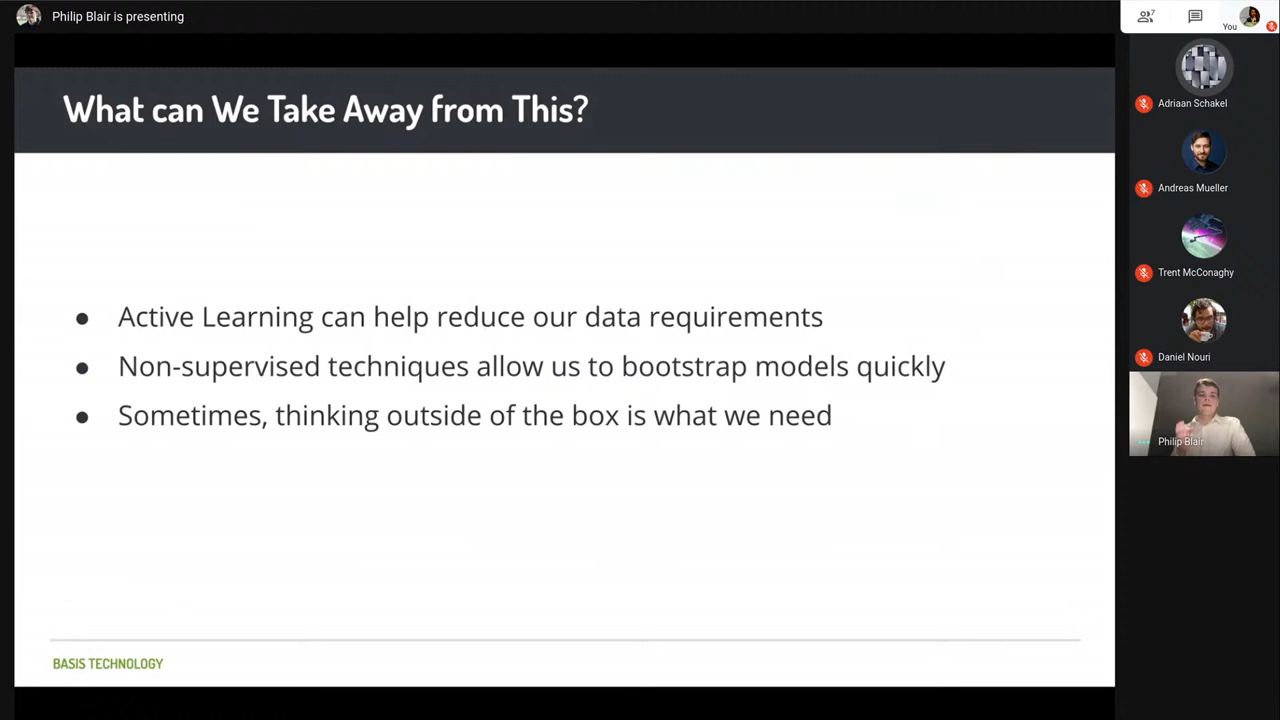 Philip Blair is presenting
7
You
What can We Take Away from This?
● Active Learning can help reduce our data requirements
● Non-supervised techniques allow us to bootstrap models quickly
● Sometimes, thinking outside of the box is what we need
BASIS TECHNOLOGY
Adriaan Schakel
Andreas Mueller
Trent McConaghy
Daniel Nouri
Philip Blair